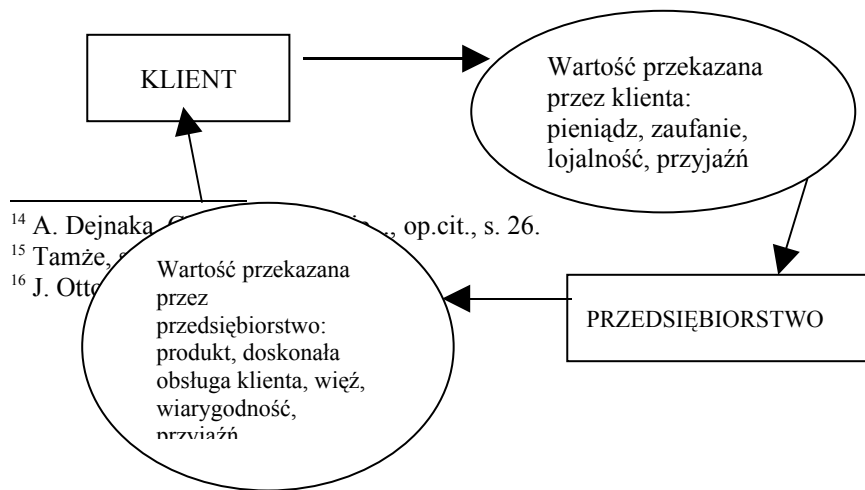 KLIENT
Wartość przekazana
przez klienta:
pieniądz, zaufanie,
lojalność, przyjaźń
14 A. Dejnaka, op.cit., s. 26.
15 Tamże,
16 J. Otto
Wartość przekazana
przez
przedsiębiorstwo:
produkt, doskonała
obsługa klienta, więź,
wiarygodność,
przyjaźń
PRZEDSIĘBIORSTWO